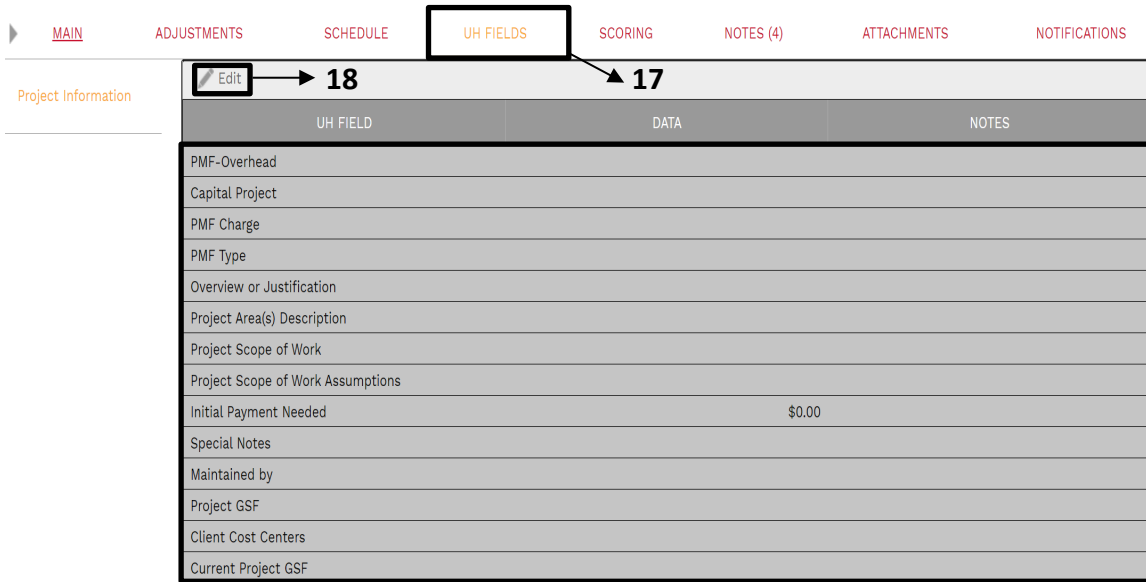 MAIN ADJUSTMENTS SCHEDULE UH FIELDS SCORING NOTES (4) ATTACHMENTS NOTIFICATIONS
Project Information
Edit 18 17
UH FIELD DATA NOTES
PMF-Overhead
Capital Project
PMF Charge
PMF Type
Overview or Justification
Project Area(s) Description
Project Scope of Work
Project Scope of Work Assumptions
Initial Payment Needed $0.00
Special Notes
Maintained by
Project GSF
Client Cost Centers
Current Project GSF